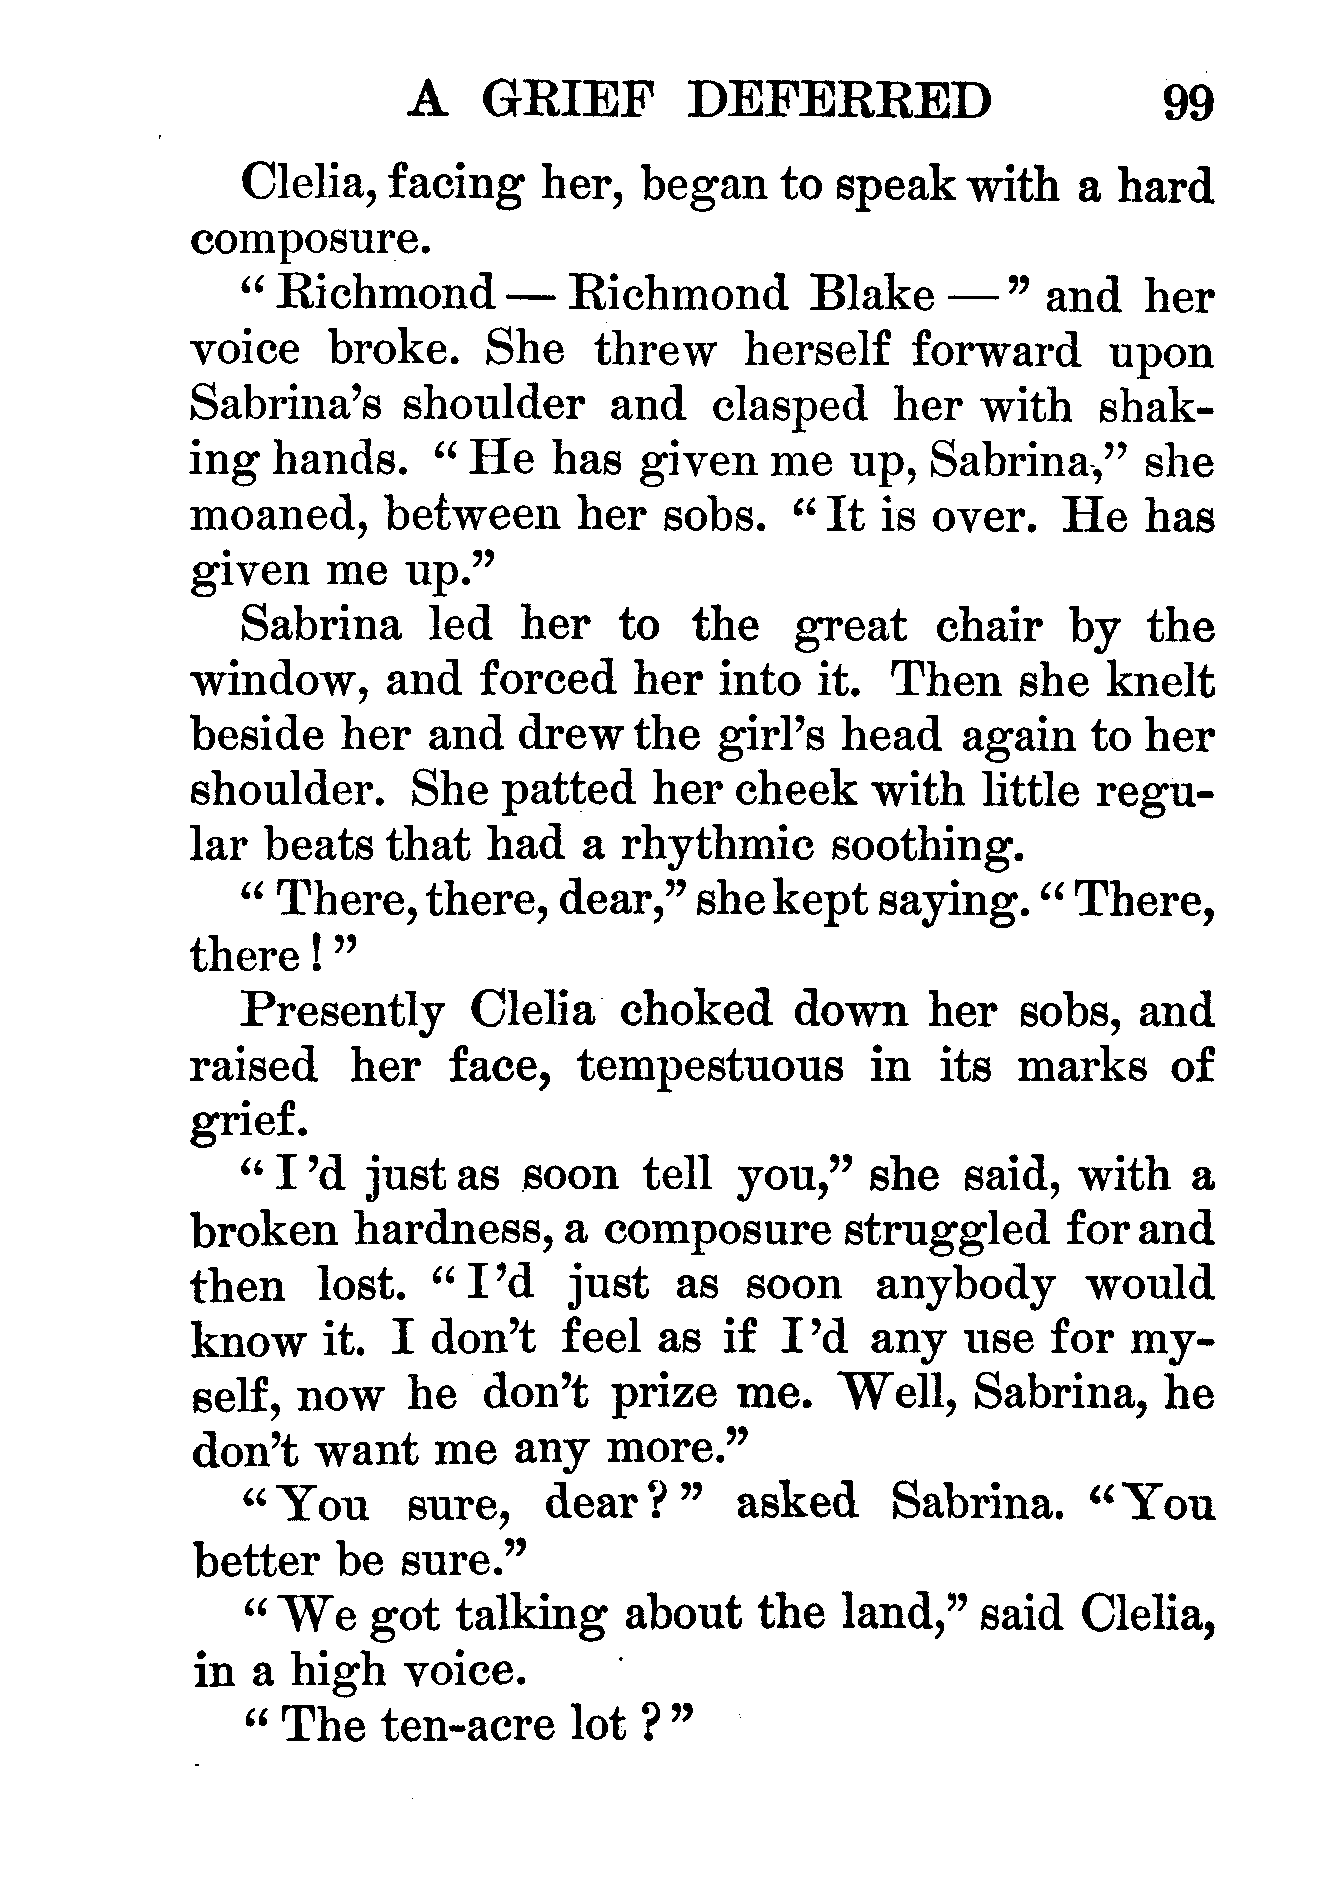 A GRIEF DEFERRED 99
Clelia, facing her, began to speak with a hard
composure.
“ Richmond — Richmond Blake — ” and her
voice broke. She threw herself forward upon
Sabrina’s shoulder and clasped her with shak-
ing hands. “ He has given me up, Sabrina,” she
moaned, between her sobs. “ It is over. He has
given me up.”
Sabrina led her to the great chair by the
window, and forced her into it. Then she knelt
beside her and drew the girl’s head again to her
shoulder. She patted her cheek with little regu-
lar beats that had a rhythmic soothing.
“ There, there, dear,” she kept saying. “ There,
there ! ”
Presently Clelia choked down her sobs, and
raised her face, tempestuous in its marks of
grief.
“ I ’d just as soon tell you,” she said, with a
broken hardness, a composure struggled for and
then lost. “ I ’d just as soon anybody would
know it. I don’t feel as if I ’d any use for my-
self, now he don’t prize me. Well, Sabrina, he
don’t want me any more.”
“ You sure, dear ? ” asked Sabrina. “ You
better be sure.”
“ We got talking about the land,” said Clelia,
in a high voice.
“ The ten-acre lot ? ”